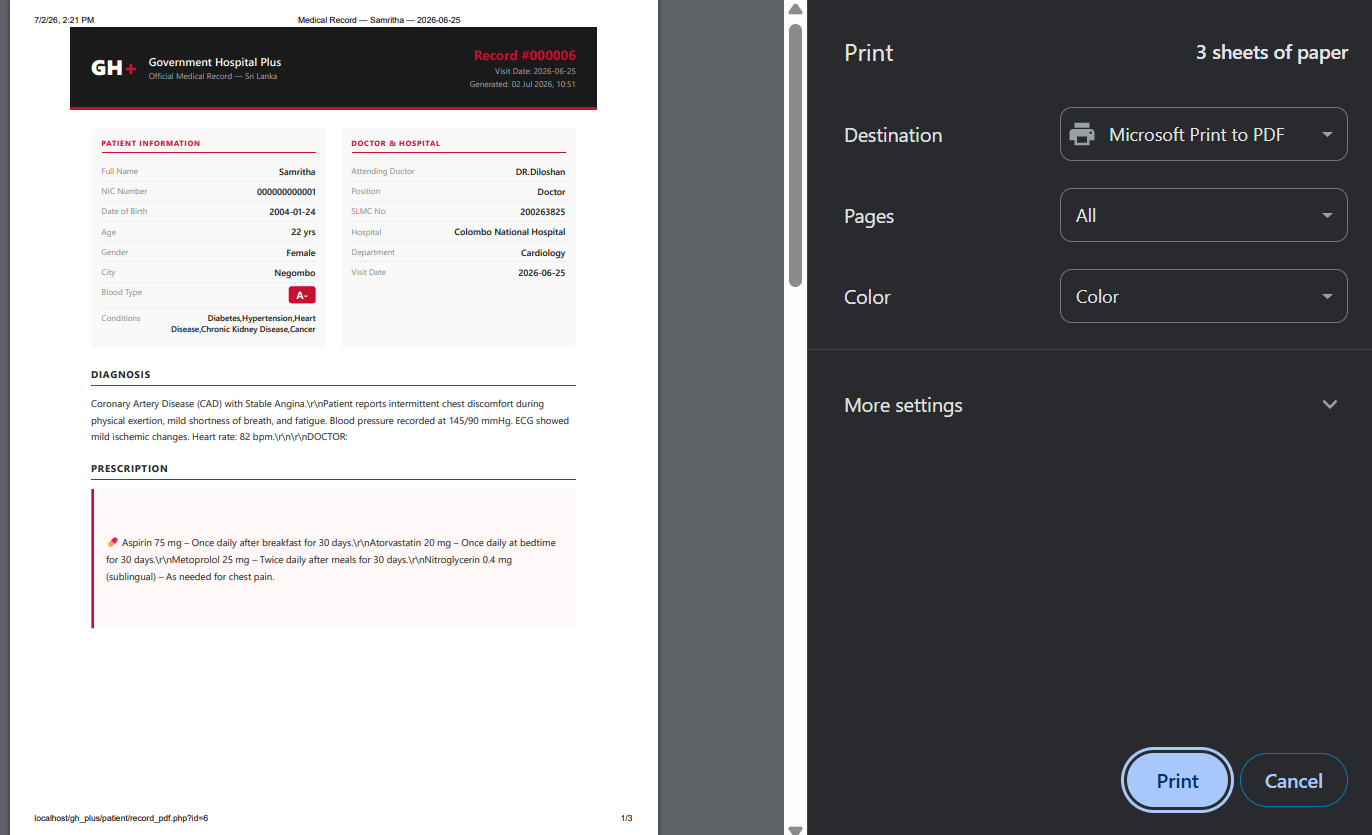 7/2/26, 2:21 PM
Medical Record — Samritha — 2026-06-25
GH+
Government Hospital Plus
Official Medical Record — Sri Lanka
Record #000006
Visit Date: 2026-06-25
Generated: 02 Jul 2026, 10:51
PATIENT INFORMATION
Full Name Samritha
NIC Number 000000000001
Date of Birth 2004-01-24
Age 22 yrs
Gender Female
City Negombo
Blood Type A-
Conditions Diabetes,Hypertension,Heart
Disease,Chronic Kidney Disease,Cancer
DOCTOR & HOSPITAL
Attending Doctor DR.Diloshan
Position Doctor
SLMC No. 200263825
Hospital Colombo National Hospital
Department Cardiology
Visit Date 2026-06-25
DIAGNOSIS
Coronary Artery Disease (CAD) with Stable Angina.\r\nPatient reports intermittent chest discomfort during
physical exertion, mild shortness of breath, and fatigue. Blood pressure recorded at 145/90 mmHg. ECG showed
mild ischemic changes. Heart rate: 82 bpm.\r\n\r\nDOCTOR:
PRESCRIPTION
Aspirin 75 mg – Once daily after breakfast for 30 days.\r\nAtorvastatin 20 mg – Once daily at bedtime
for 30 days.\r\nMetoprolol 25 mg – Twice daily after meals for 30 days.\r\nNitroglycerin 0.4 mg
(sublingual) – As needed for chest pain.
localhost/gh_plus/patient/record_pdf.php?id=6
1/3
Print
3 sheets of paper
Destination Microsoft Print to PDF
Pages All
Color Color
More settings
Print
Cancel